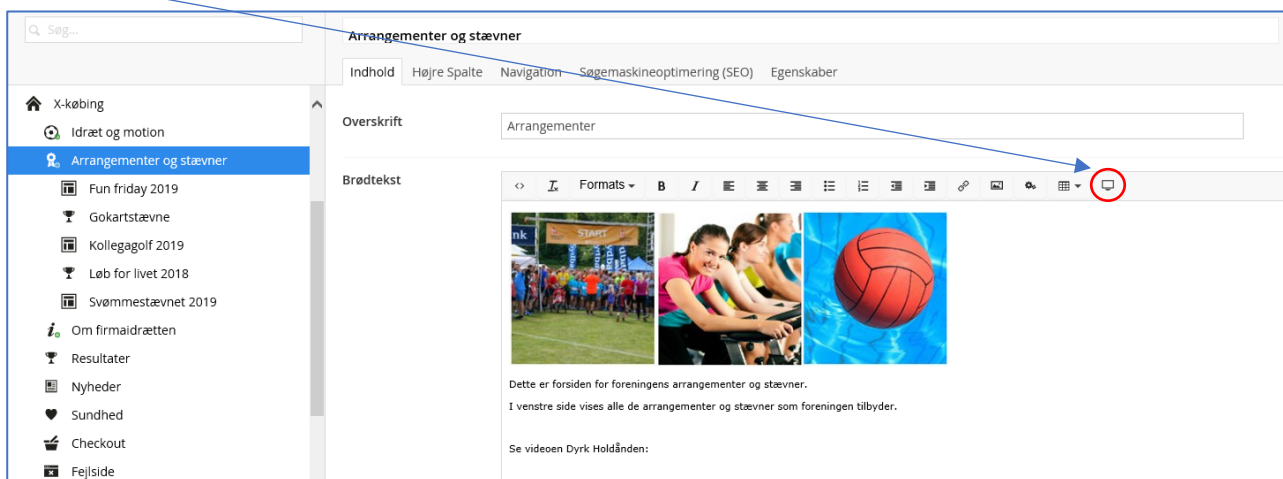 Søg...
X-købing
Idræt og motion
Arrangementer og stævner
Fun friday 2019
Gokartstævne
Kollegagolf 2019
Løb for livet 2018
Svømmestævnet 2019
Om firmaidrætten
Resultater
Nyheder
Sundhed
Checkout
Fejlside
Arrangementer og stævner
Indhold Højre Spalte Navigation Søgemaskineoptimering (SEO) Egenskaber
Overskrift
Arrangementer
Brødtekst
Formats B I
nk START
Dette er forsiden for foreningens arrangementer og stævner.
I venstre side vises alle de arrangementer og stævner som foreningen tilbyder.
Se videoen Dyrk Holdånden: